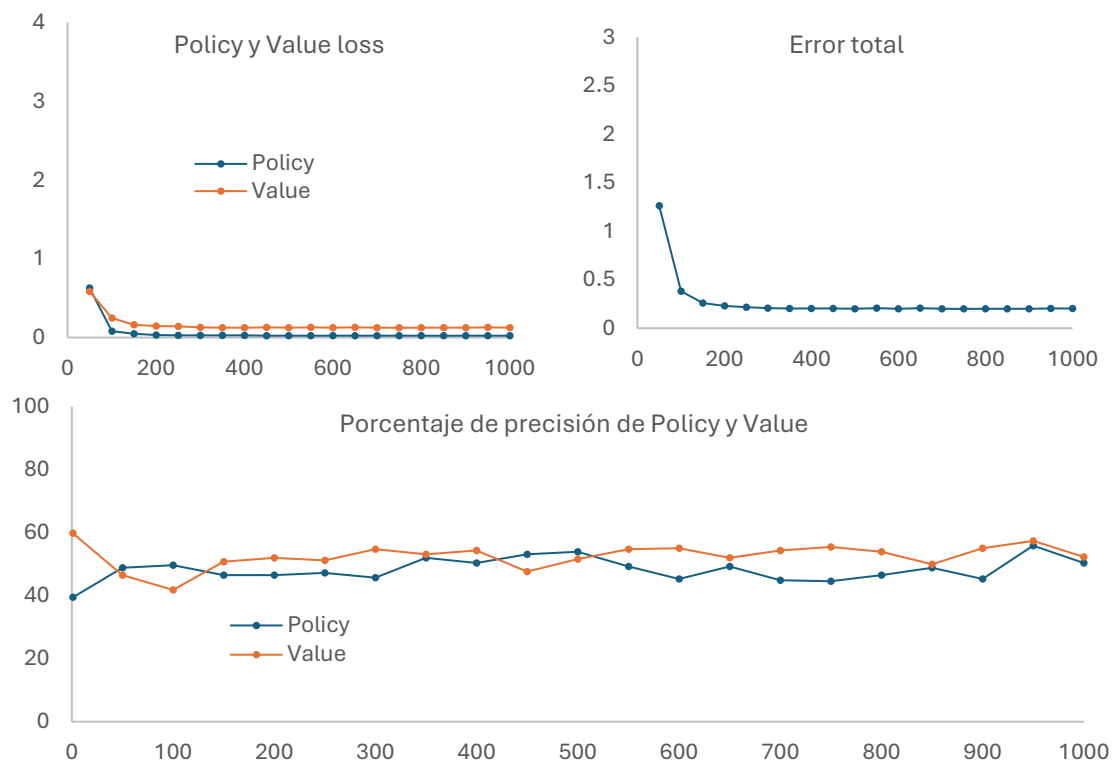 Policy y Value loss
4
3
2
1
0
Policy
Value
0 200 400 600 800 1000
Error total
3
2.5
2
1.5
1
0.5
0
0 200 400 600 800 1000
Porcentaje de precisión de Policy y Value
100
80
60
40
20
0
Policy
Value
0 100 200 300 400 500 600 700 800 900 1000